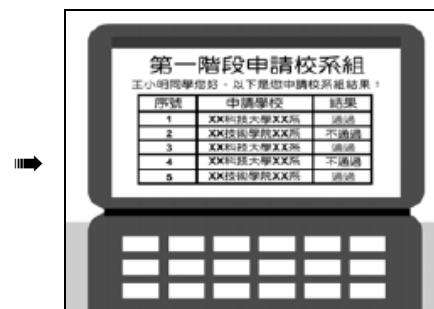 第一階段申請校系組
王小明同學您好，以下是您申請校系組結果：
序號 申請學校 結果
1 XX科技大學XX系 通過
2 XX技術學院XX系 不通過
3 XX科技大學XX系 通過
4 XX科技大學XX系 不通過
5 XX技術學院XX系 通過